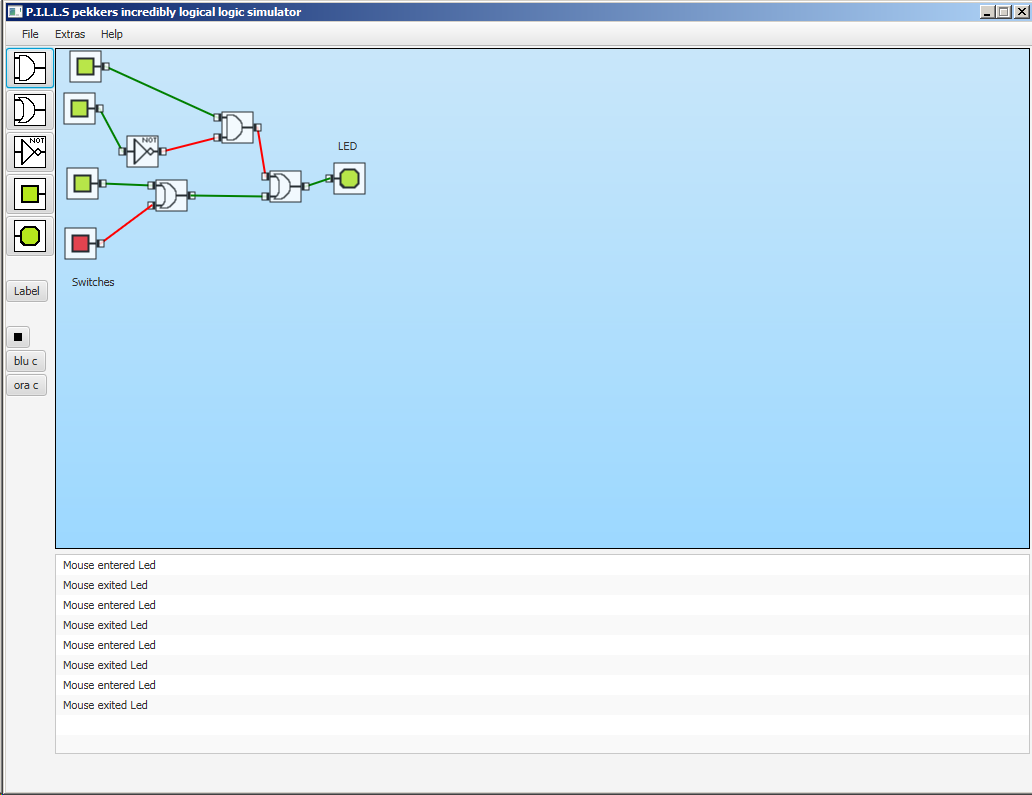 P.I.L.L.S pekkers incredibly logical logic simulator
File Extras Help
NOT
NOT
LED
Switches
Label
blu c
ora c
Mouse entered Led
Mouse exited Led
Mouse entered Led
Mouse exited Led
Mouse entered Led
Mouse exited Led
Mouse entered Led
Mouse exited Led